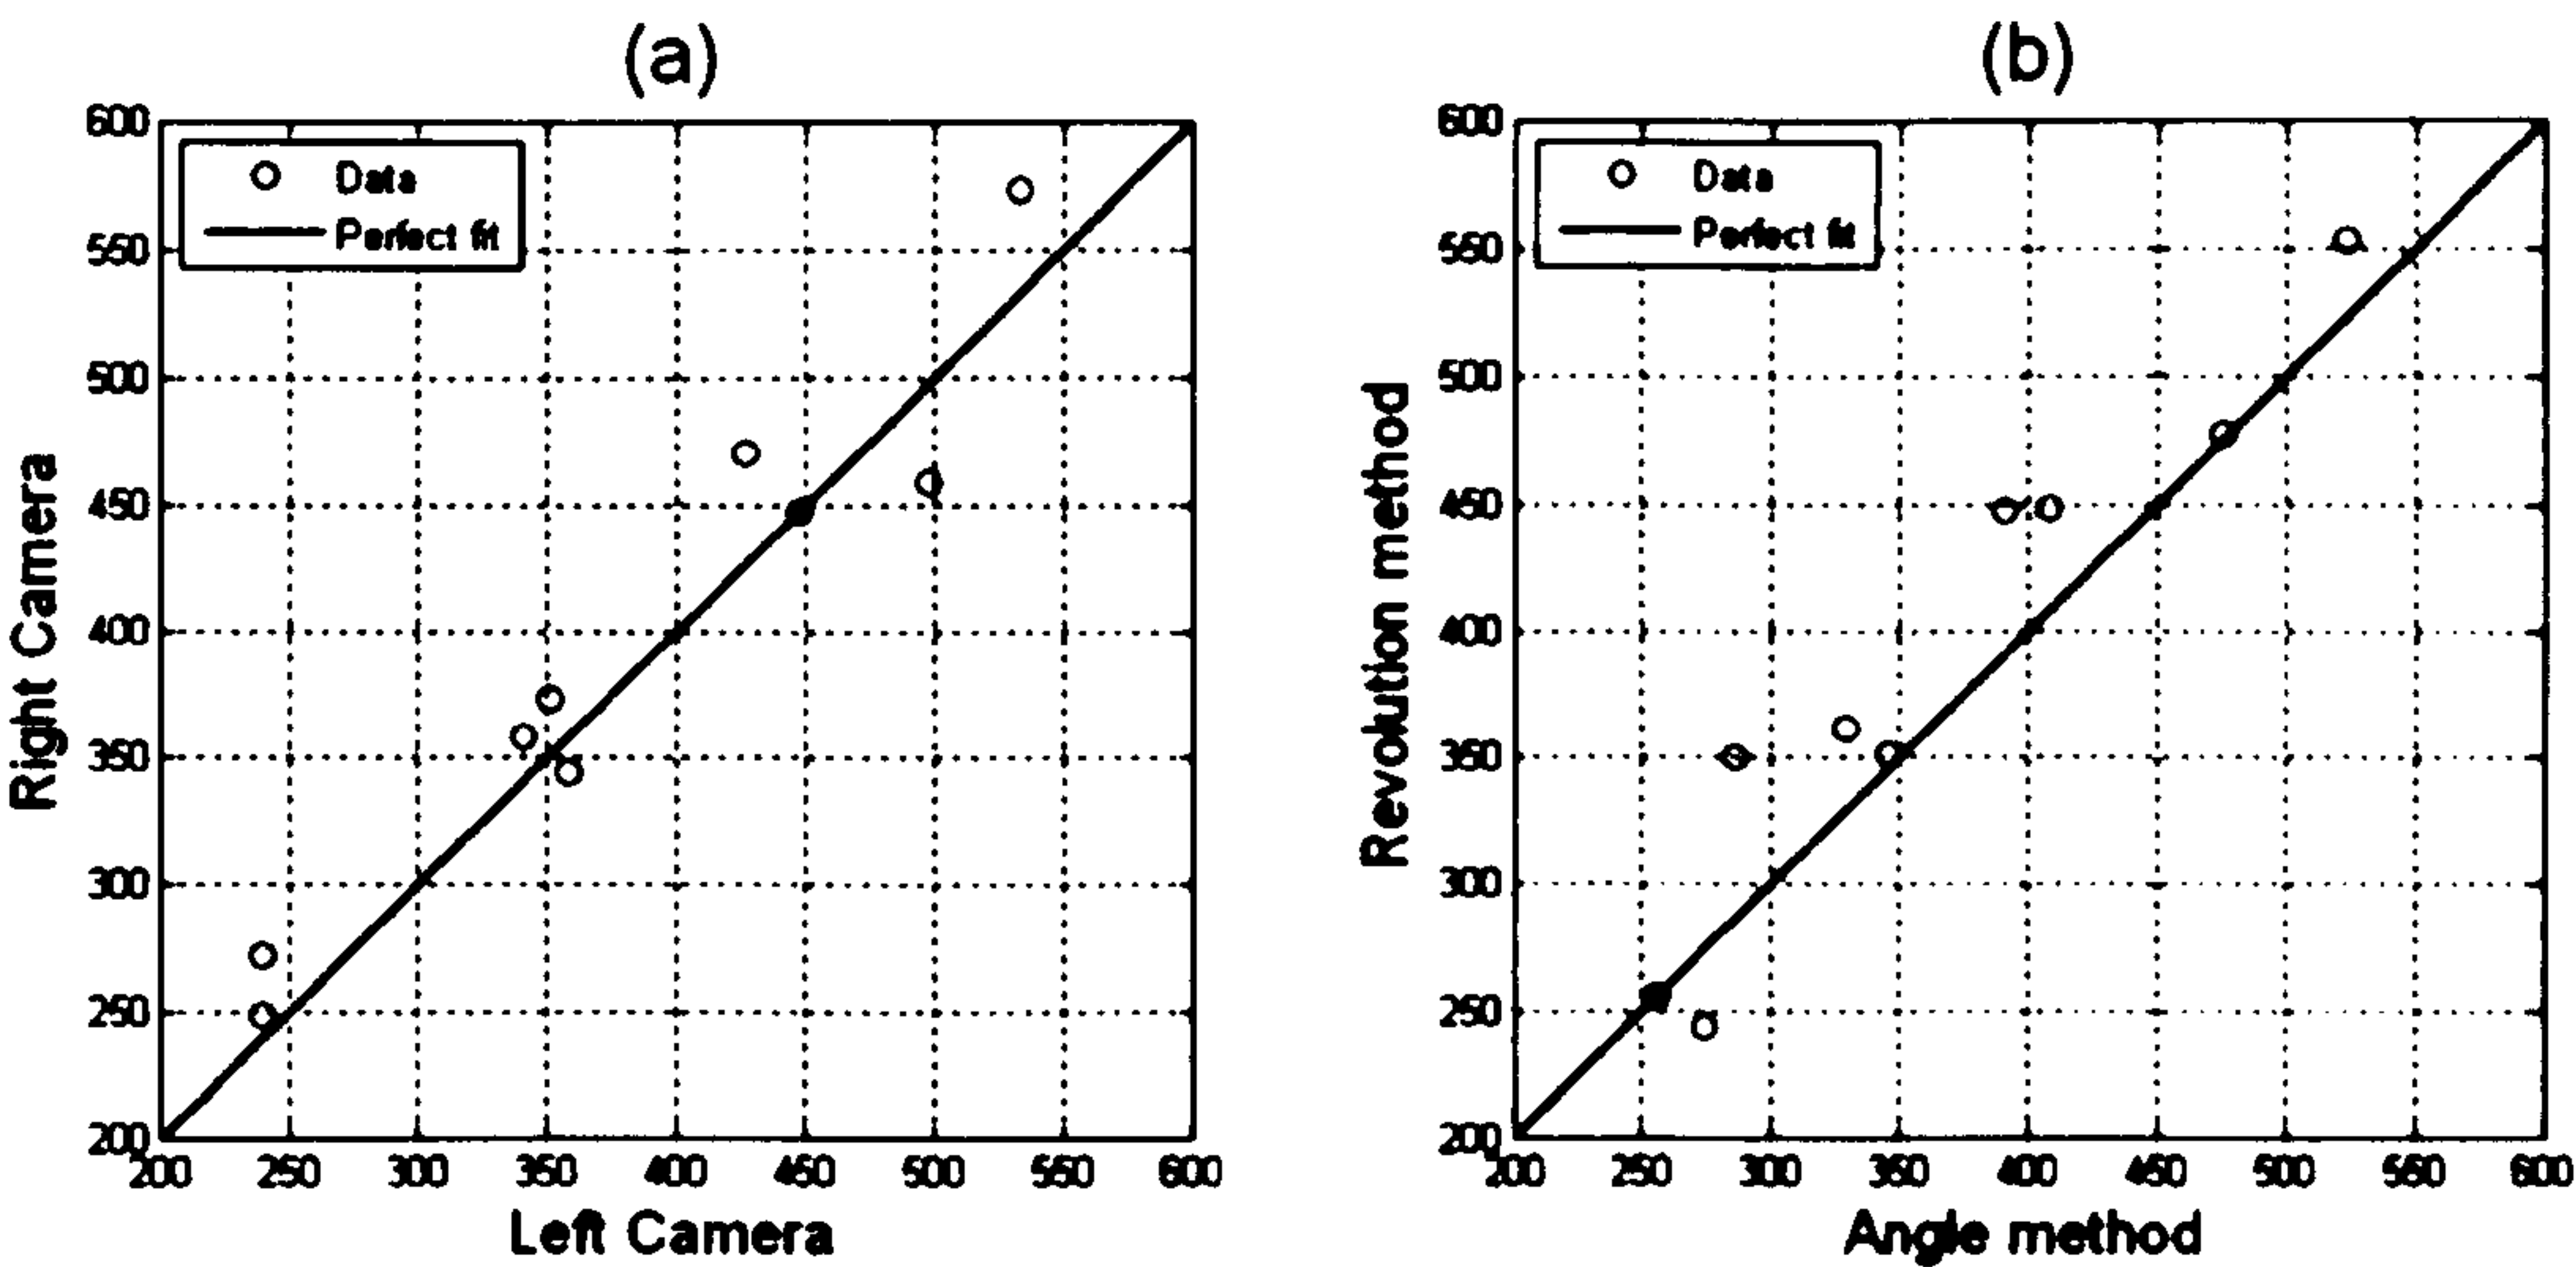 (a)
600
550
500
450
400
350
300
250
200
Data
Perfect fit
Right Camera
200 250 300 350 400 450 500 550 600
Left Camera
(b)
600
550
500
450
400
350
300
250
200
Data
Perfect fit
Revolution method
200 250 300 350 400 450 500 550 600
Angle method